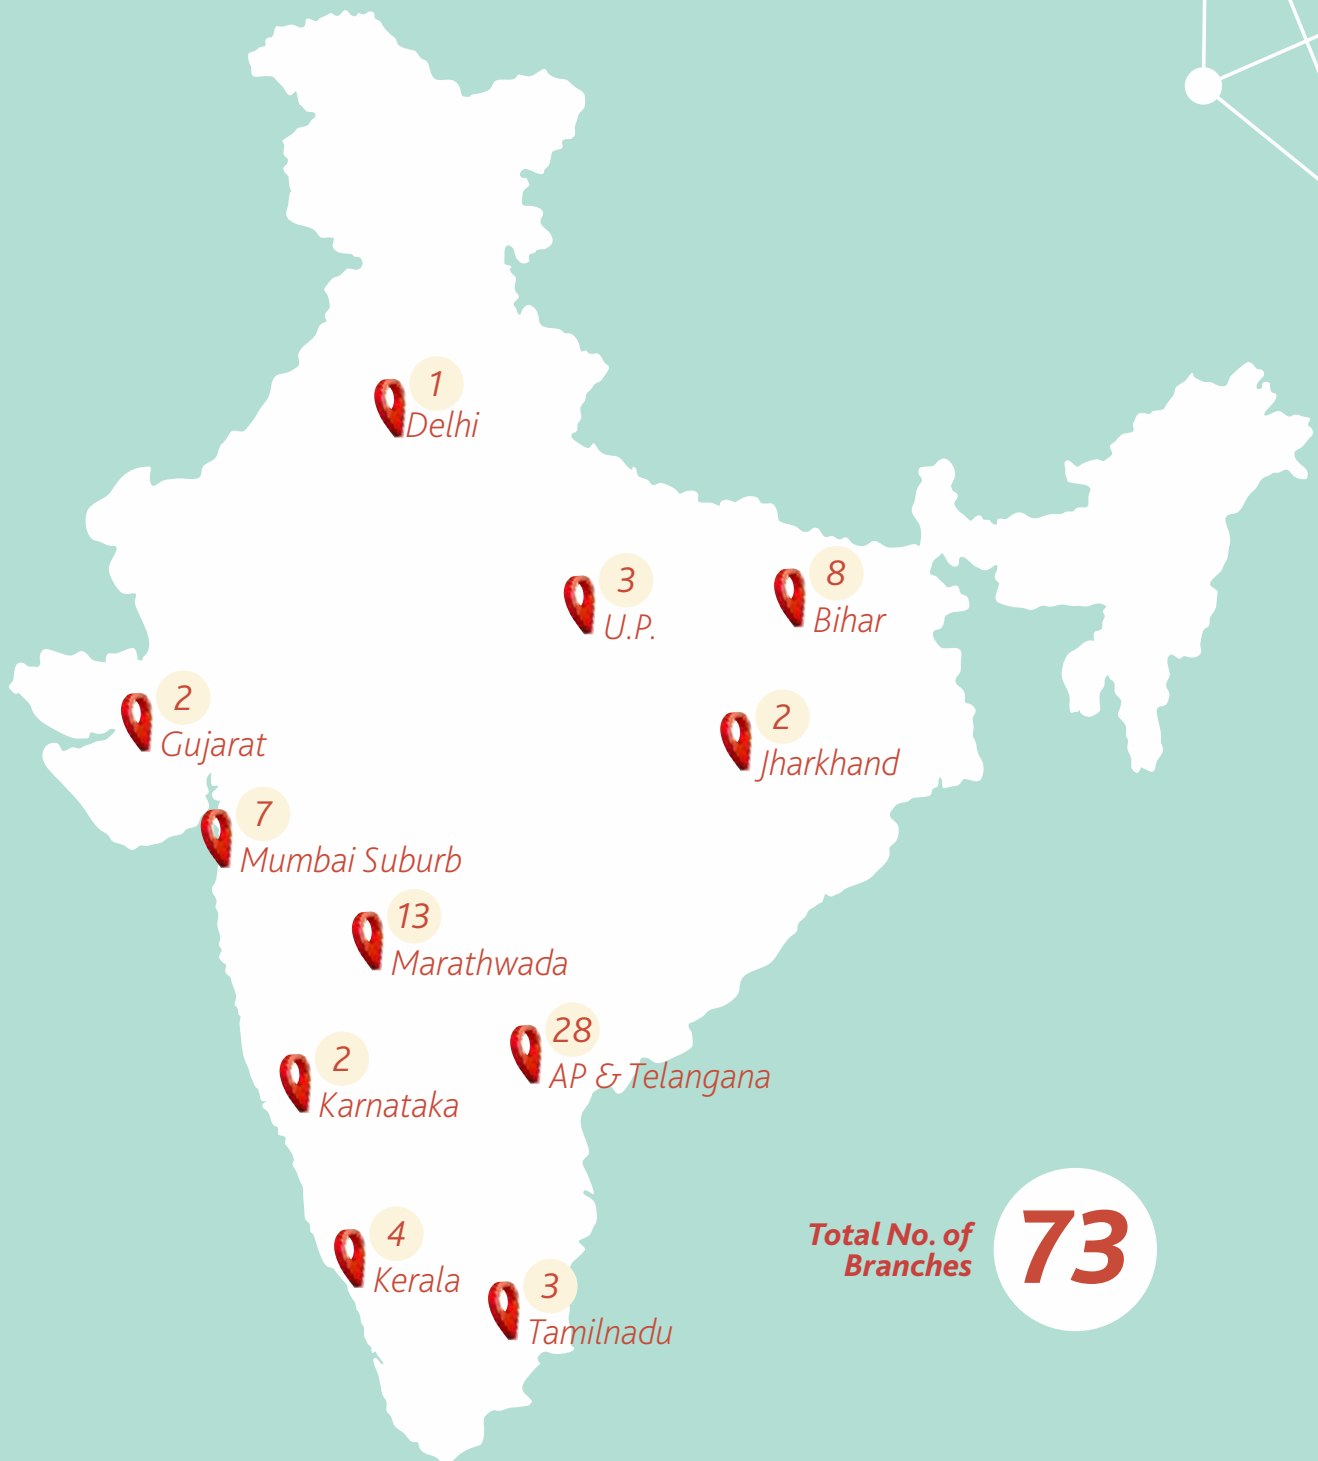 1
Delhi
3
U.P.
8
Bihar
2
Gujarat
2
Jharkhand
7
Mumbai Suburb
13
Marathwada
28
AP & Telangana
2
Karnataka
4
Kerala
3
Tamilnadu
Total No. of
Branches
73